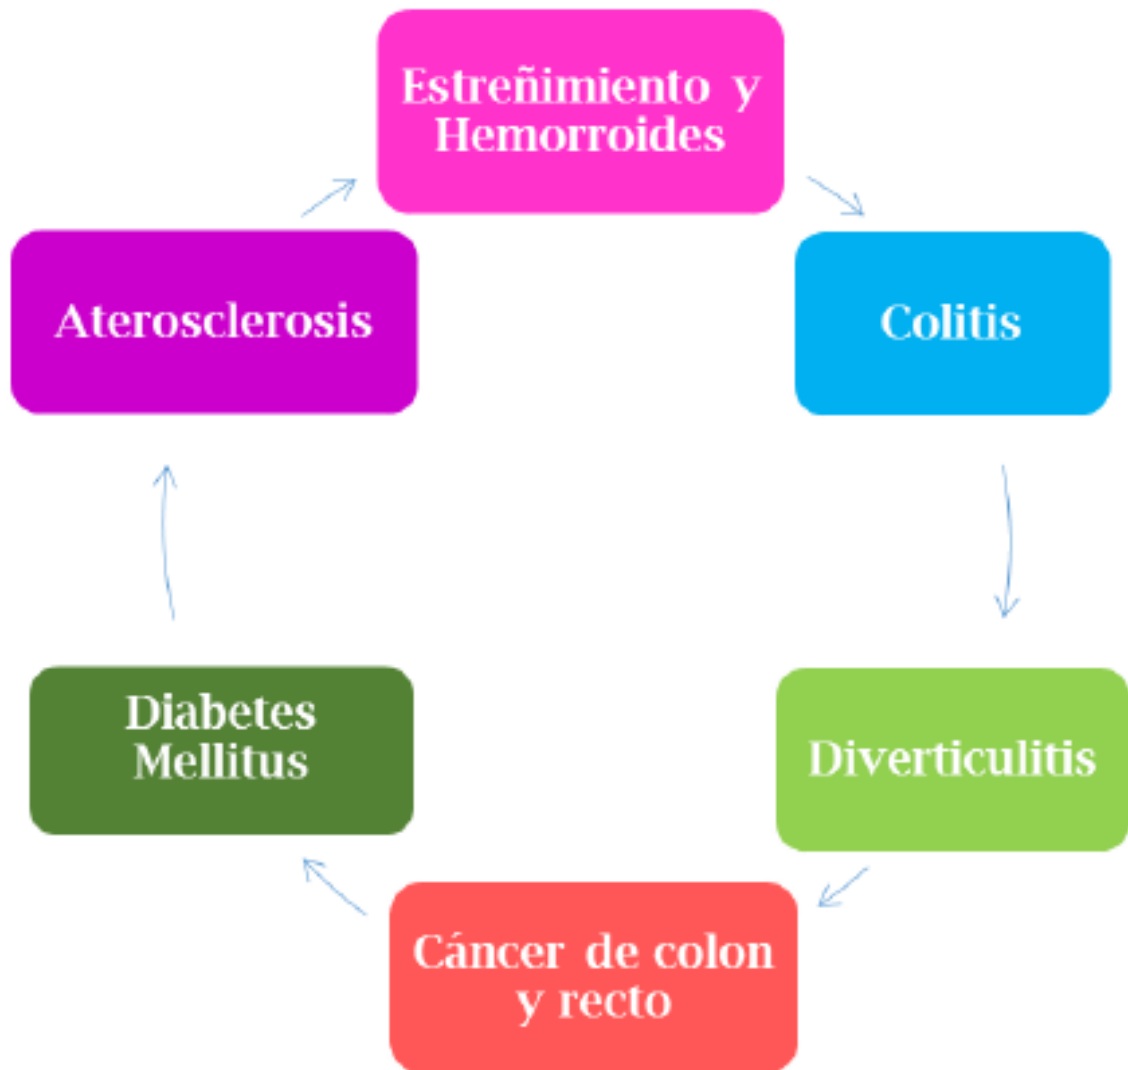 Estreñimiento y
Hemorroides
Colitis
Diverticulitis
Cáncer de colon
y recto
Diabetes
Mellitus
Aterosclerosis